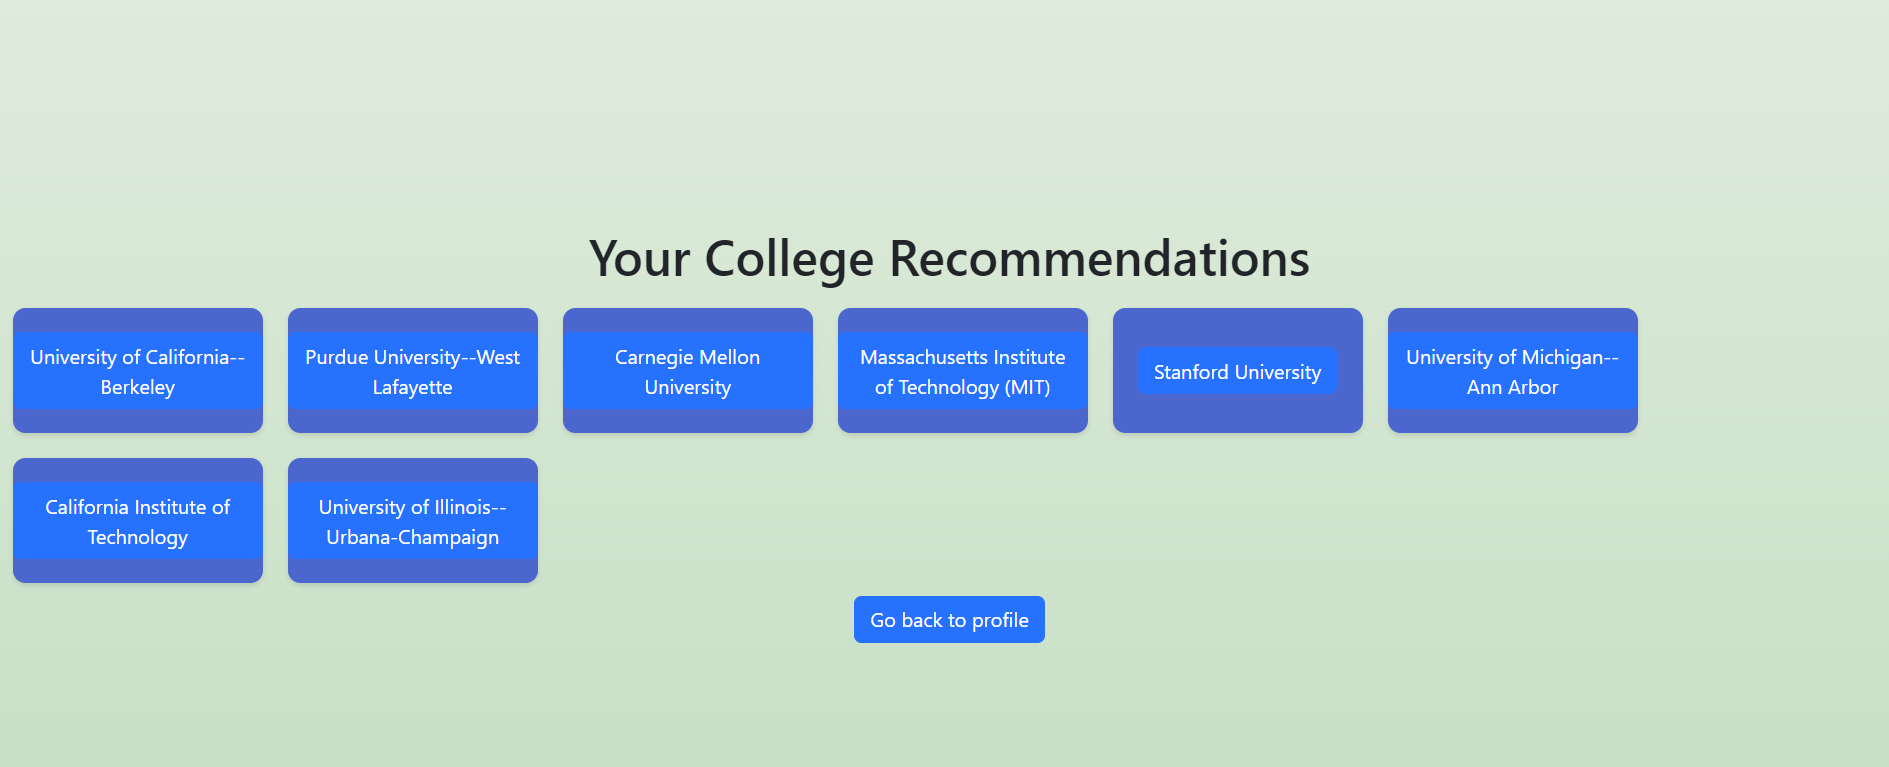 Your College Recommendations
University of California--
Berkeley
Purdue University--West
Lafayette
Carnegie Mellon
University
Massachusetts Institute
of Technology (MIT)
Stanford University
University of Michigan--
Ann Arbor
California Institute of
Technology
University of Illinois--
Urbana-Champaign
Go back to profile